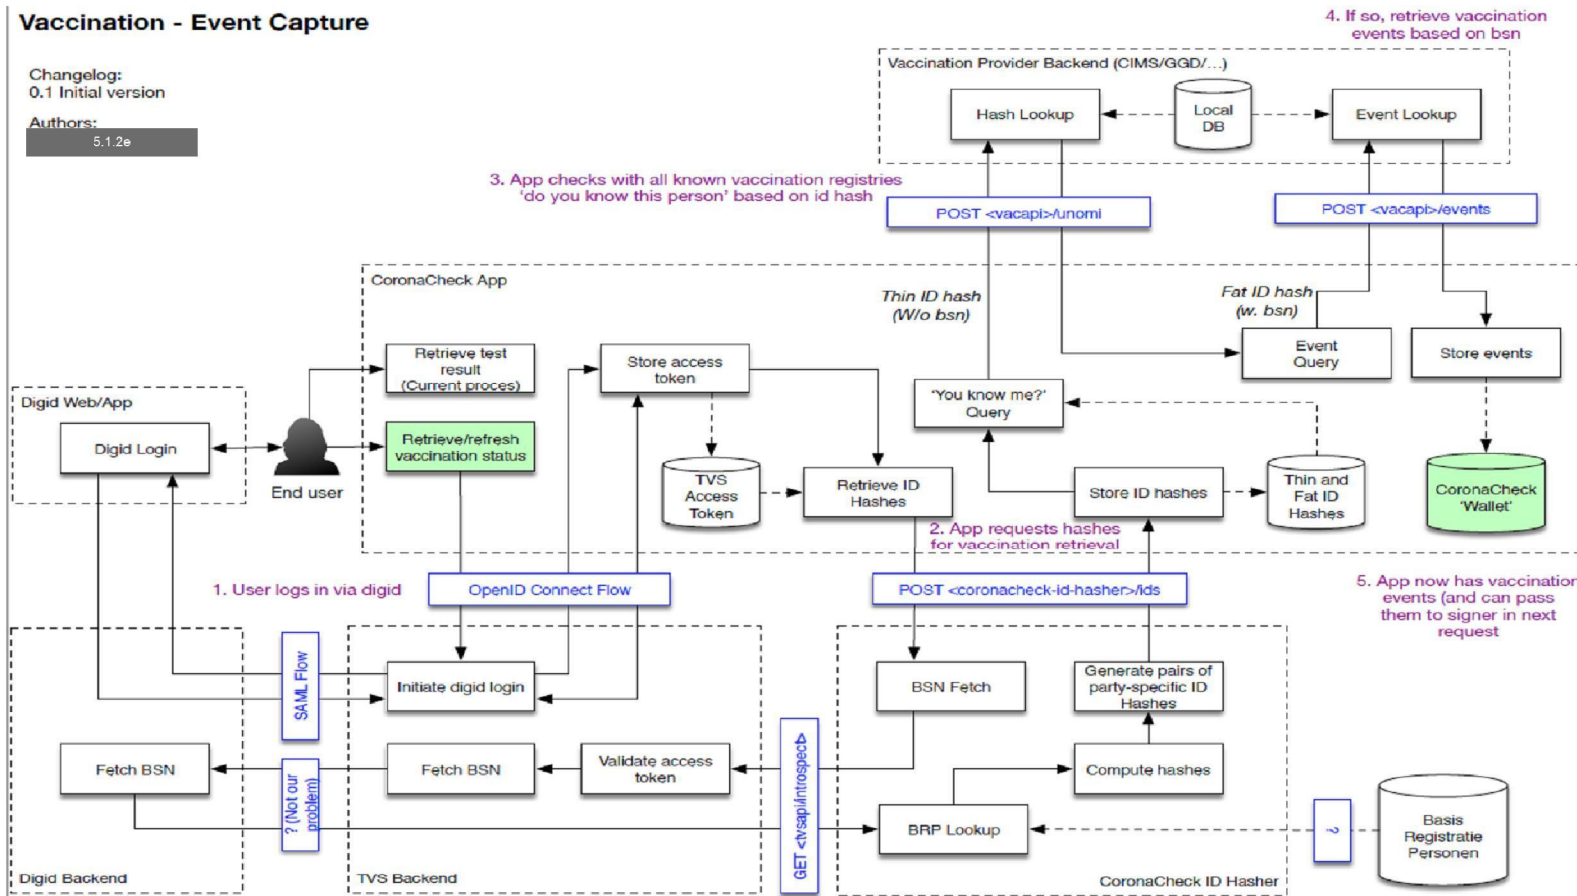 Vaccination - Event Capture
Changelog:
0.1 Initial version
Authors:
5.1.2e
4. If so, retrieve vaccination
events based on bsn
Vaccination Provider Backend (CIMS/GGD/...)
Hash Lookup
Local
DB
Event Lookup
3. App checks with all known vaccination registries
'do you know this person' based on id hash
POST <vacapi>/unomi
POST <vacapi>/events
CoronaCheck App
Thin ID hash
(W/o bsn)
Fat ID hash
(w. bsn)
Retrieve test
result
(Current proces)
Store access
token
Event
Query
Store events
Digid Web/App
Digid Login
End user
Retrieve/refresh
vaccination status
'You know me?'
Query
TVS
Access
Token
Retrieve ID
Hashes
Store ID hashes
Thin and
Fat ID
Hashes
CoronaCheck
'Wallet'
2. App requests hashes
for vaccination retrieval
1. User logs in via digid
OpenID Connect Flow
POST <coronacheck-id-hasher>/ids
5. App now has vaccination
events (and can pass
them to signer in next
request
SAML Flow
Initiate digid login
BSN Fetch
Generate pairs of
party-specific ID
Hashes
Fetch BSN
? (Not our
problem)
Fetch BSN
Validate access
token
GET <tvsapi/introspect>
Compute hashes
BRP Lookup
?
Basis
Registratie
Personen
Digid Backend
TVS Backend
CoronaCheck ID Hasher